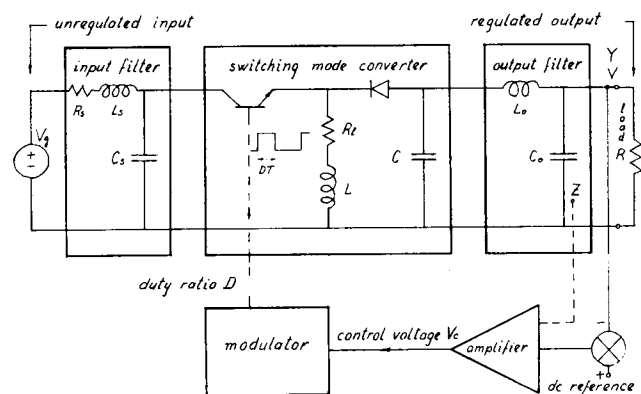 unregulated input
regulated output
input filter
switching mode converter
output filter
Y
V
Rs
Ls
Lo
load
Vg
+
−
Cs
DT
Rℓ
L
C
Co
R
Z
duty ratio D
modulator
control voltage Vc
amplifier
+
dc reference